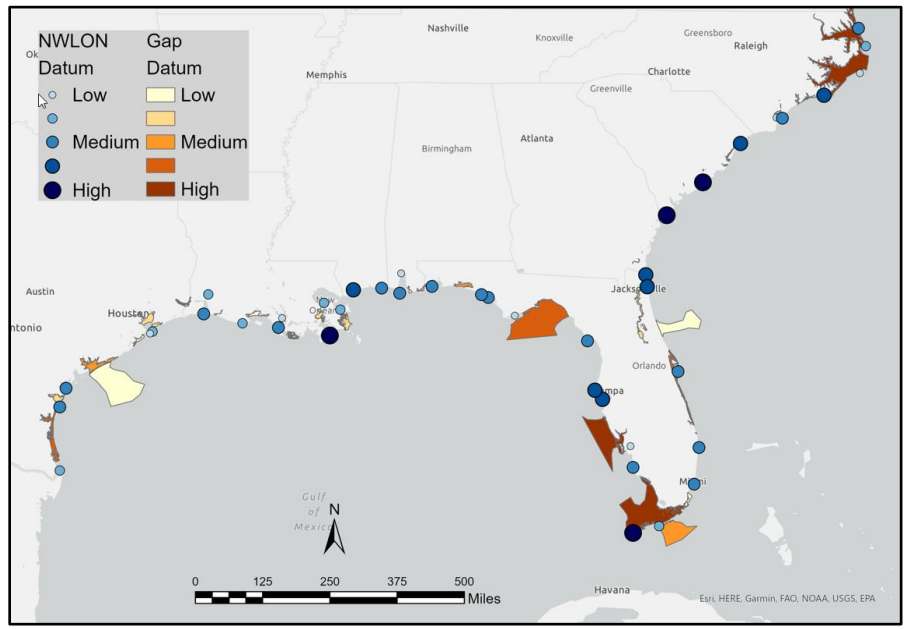 NWLON Gap
Datum Datum
Low Low
Medium Medium
High High
Nashville
Knoxville
Greensboro
Raleigh
Memphis
Charlotte
Greenville
Atlanta
Birmingham
Austin
Houston
Orlando
Gulf
of
N
0 125 250 375 500
Miles
Havana
Esri, HERE, Garmin, FAO, NOAA, USGS, EPA